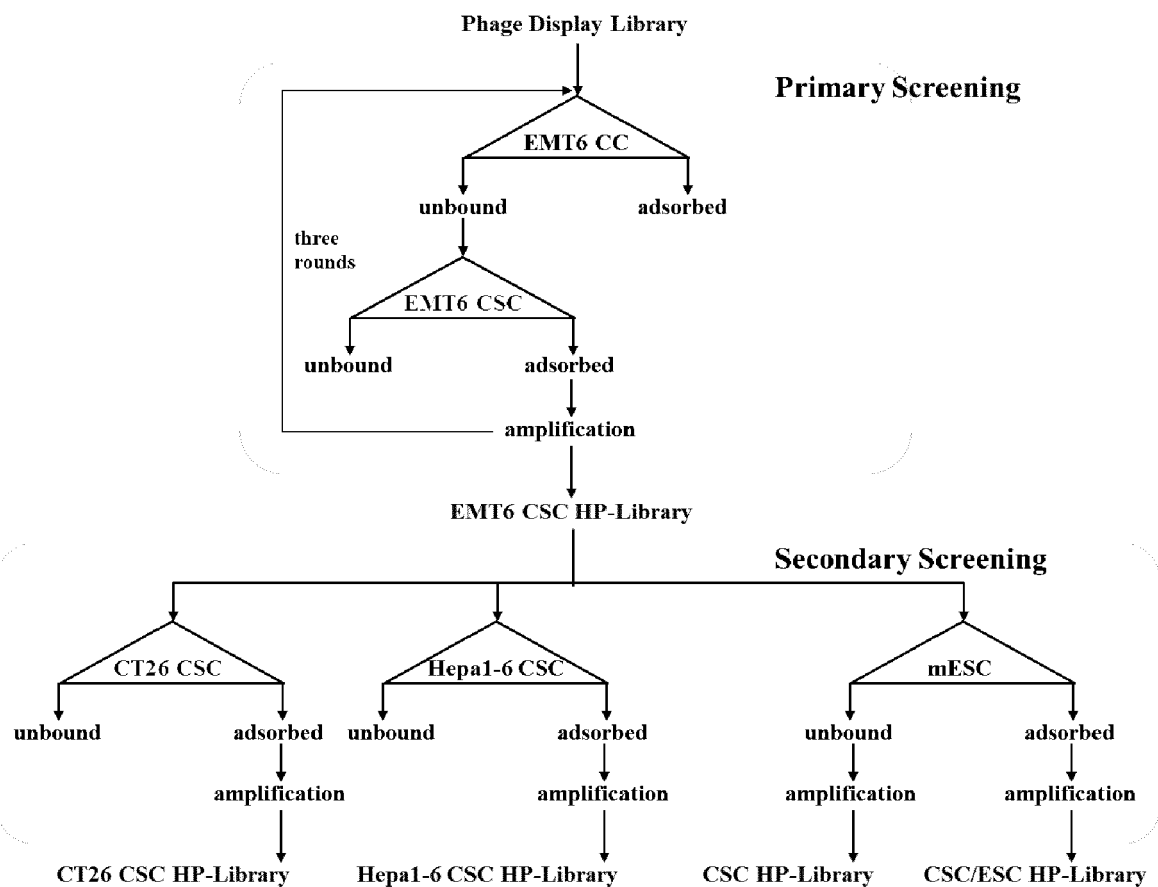 Phage Display Library
Primary Screening
EMT6 CC
unbound
adsorbed
three
rounds
EMT6 CSC
unbound
adsorbed
amplification
EMT6 CSC HP-Library
Secondary Screening
CT26 CSC
Hepa1-6 CSC
mESC
unbound
adsorbed
unbound
adsorbed
unbound
adsorbed
amplification
amplification
amplification
amplification
CT26 CSC HP-Library
Hepa1-6 CSC HP-Library
CSC HP-Library
CSC/ESC HP-Library